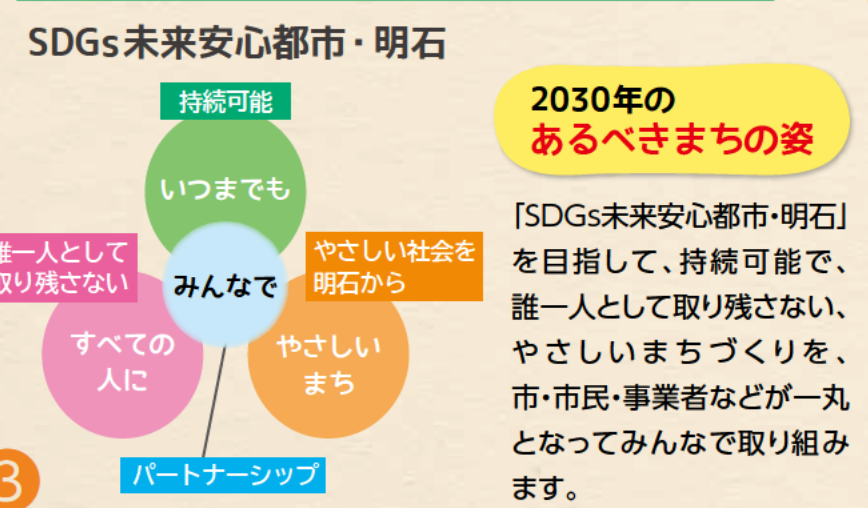 SDGs未来安心都市・明石
持続可能
いつまでも
誰一人として
取り残さない
やさしい社会を
明石から
みんなで
すべての
人に
やさしい
まち
パートナーシップ
3
2030年の
あるべきまちの姿
「SDGs未来安心都市・明石」
を目指して、持続可能で、
誰一人として取り残さない、
やさしいまちづくりを、
市・市民・事業者などが一丸
となってみんなで取り組み
ます。